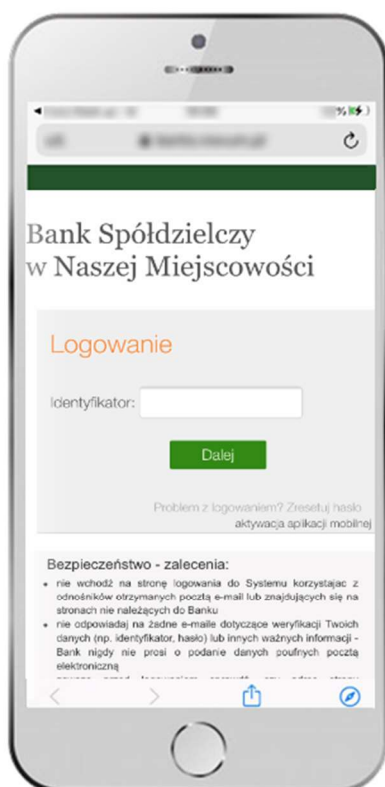 Bank Spółdzielczy
w Naszej Miejscowości
Logowanie
Identyfikator:
Dalej
Problem z logowaniem? Zresetuj hasło
aktywacja aplikacji mobilnej
Bezpieczeństwo - zalecenia:
• nie wchodź na stronę logowania do Systemu korzystajac z
odnośników otrzymanych pocztą e-mail lub znajdujących się na
stronach nie należących do Banku
• nie odpowiadaj na żadne e-maile dotyczące weryfikacji Twoich
danych (np. identyfikator, hasło) lub innych ważnych informacji -
Bank nigdy nie prosi o podanie danych poufnych pocztą
elektroniczną